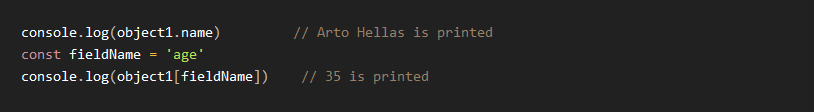 console.log(object1.name)         // Arto Hellas is printed
const fieldName = 'age'
console.log(object1[fieldName])    // 35 is printed